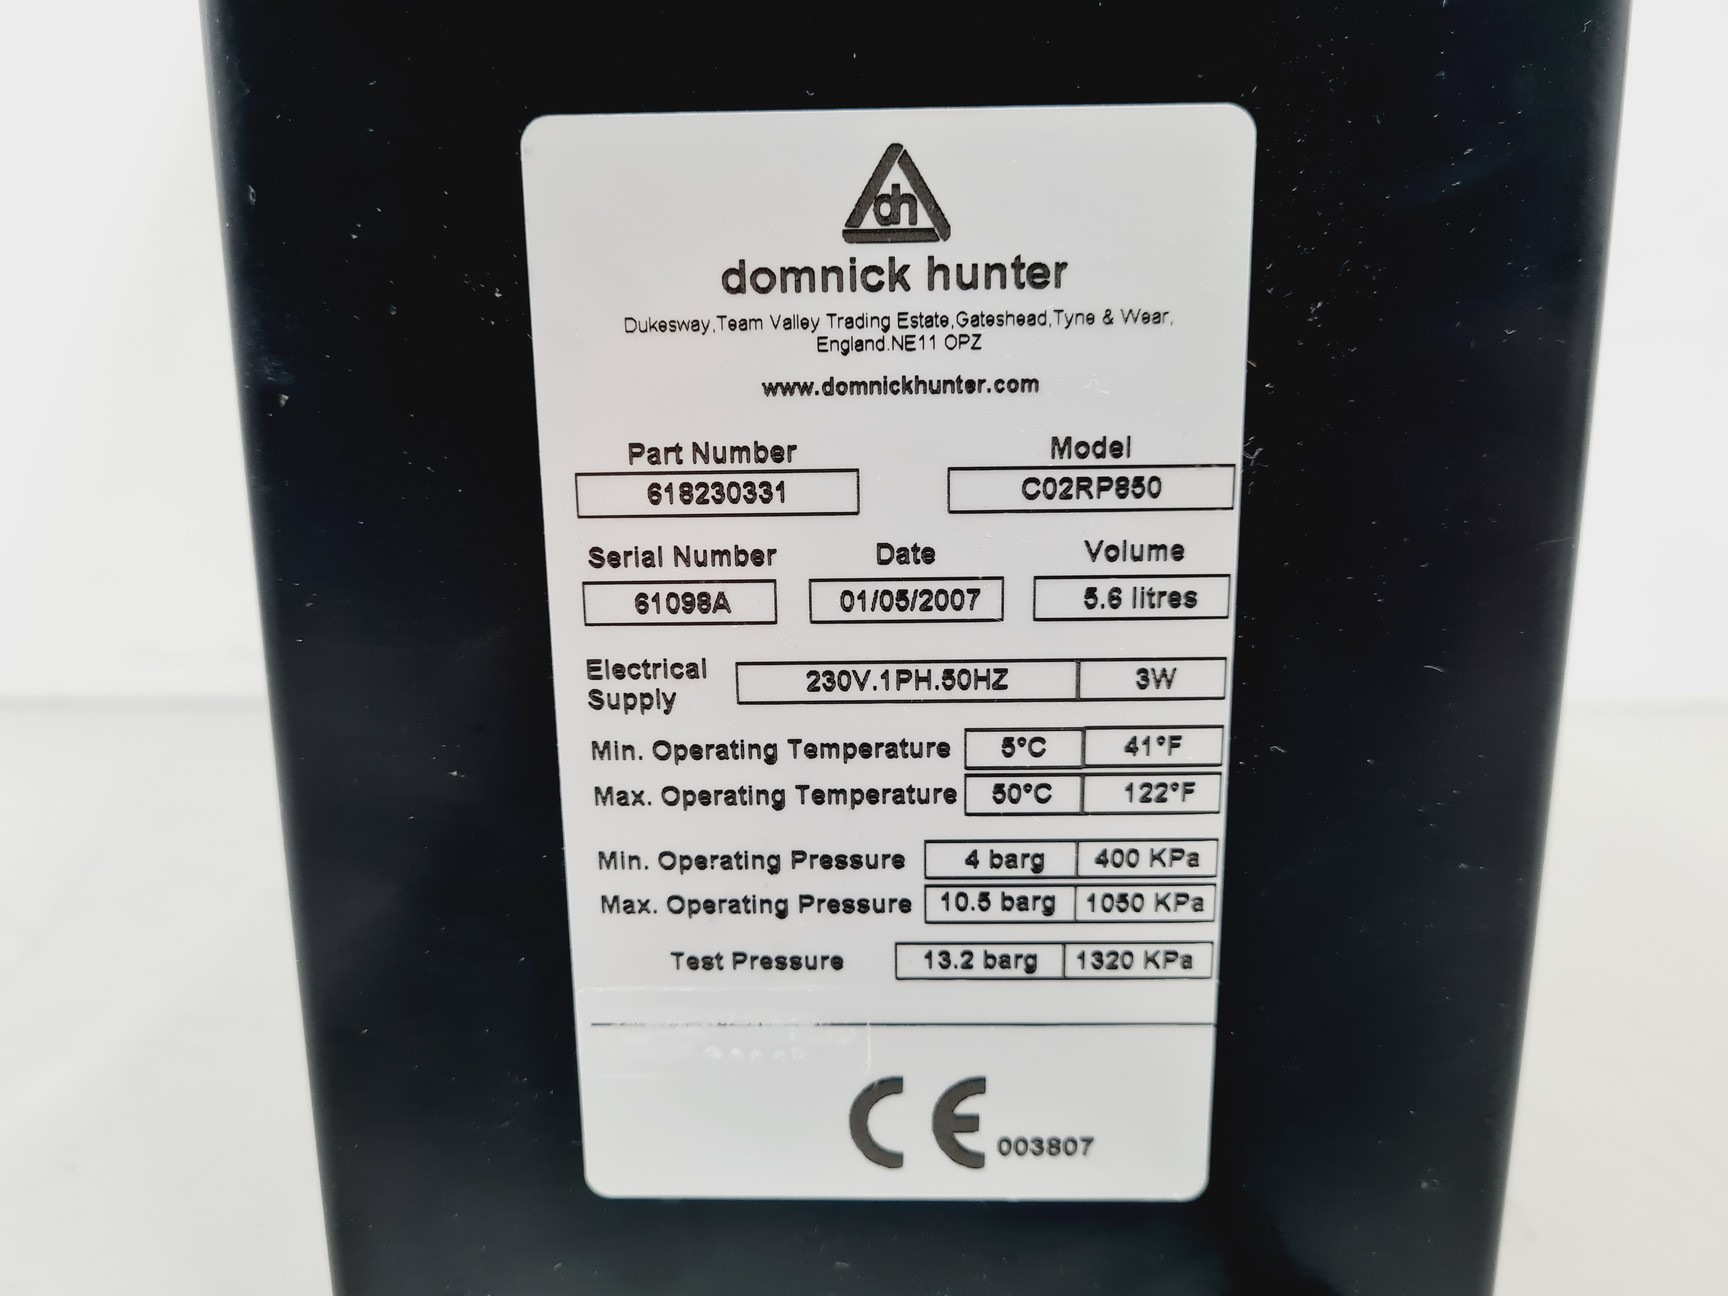 dh
domnick hunter
Dukesway,Team Valley Trading Estate,Gateshead,Tyne & Wear,
England.NE11 OPZ
www.domnickhunter.com
Part Number Model
618230331 C02RP850
Serial Number Date Volume
61098A 01/05/2007 5.6 litres
Electrical
Supply 230V.1PH.50HZ 3W
Min. Operating Temperature 5°C 41°F
Max. Operating Temperature 50°C 122°F
Min. Operating Pressure 4 barg 400 KPa
Max. Operating Pressure 10.5 barg 1050 KPa
Test Pressure 13.2 barg 1320 KPa
CE 003807